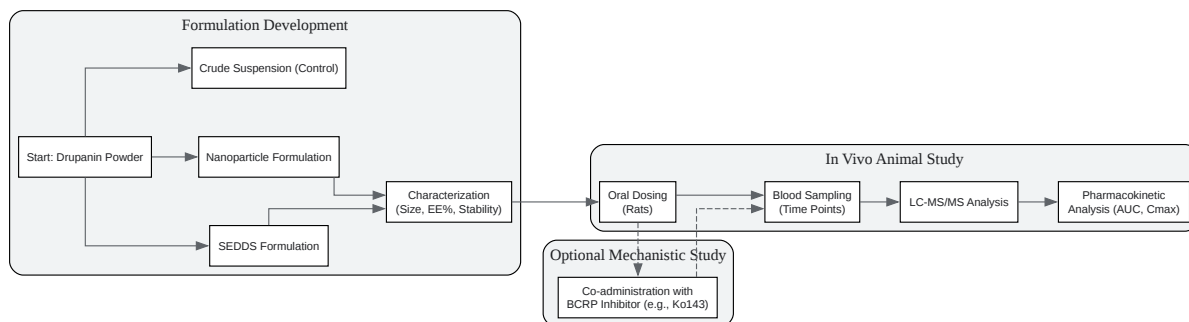 Formulation Development
Crude Suspension (Control)
Start: Drupanin Powder
Nanoparticle Formulation
SEDDS Formulation
Characterization
(Size, EE%, Stability)
In Vivo Animal Study
Oral Dosing
(Rats)
Blood Sampling
(Time Points)
LC-MS/MS Analysis
Pharmacokinetic
Analysis (AUC, Cmax)
Optional Mechanistic Study
Co-administration with
BCRP Inhibitor (e.g., Ko143)